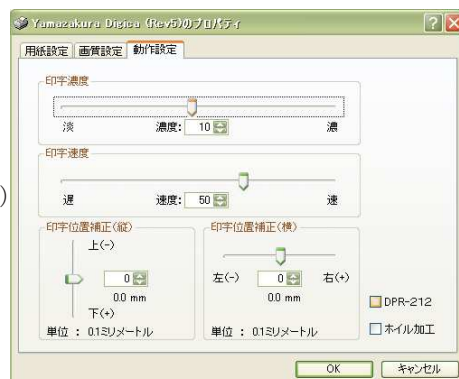 Yamazakura Digica (Rev5)のプロパティ
用紙設定 画質設定 動作設定
印字濃度
淡 濃度: 10 濃
印字速度
)
遅 速度: 50 速
印字位置補正(縦)
上(-)
0
0.0 mm
下(+)
単位 : 0.1ミリメートル
印字位置補正(横)
左(-) 0 右(+)
0.0 mm
単位 : 0.1ミリメートル
DPR-212
ホイル加工
OK キャンセル